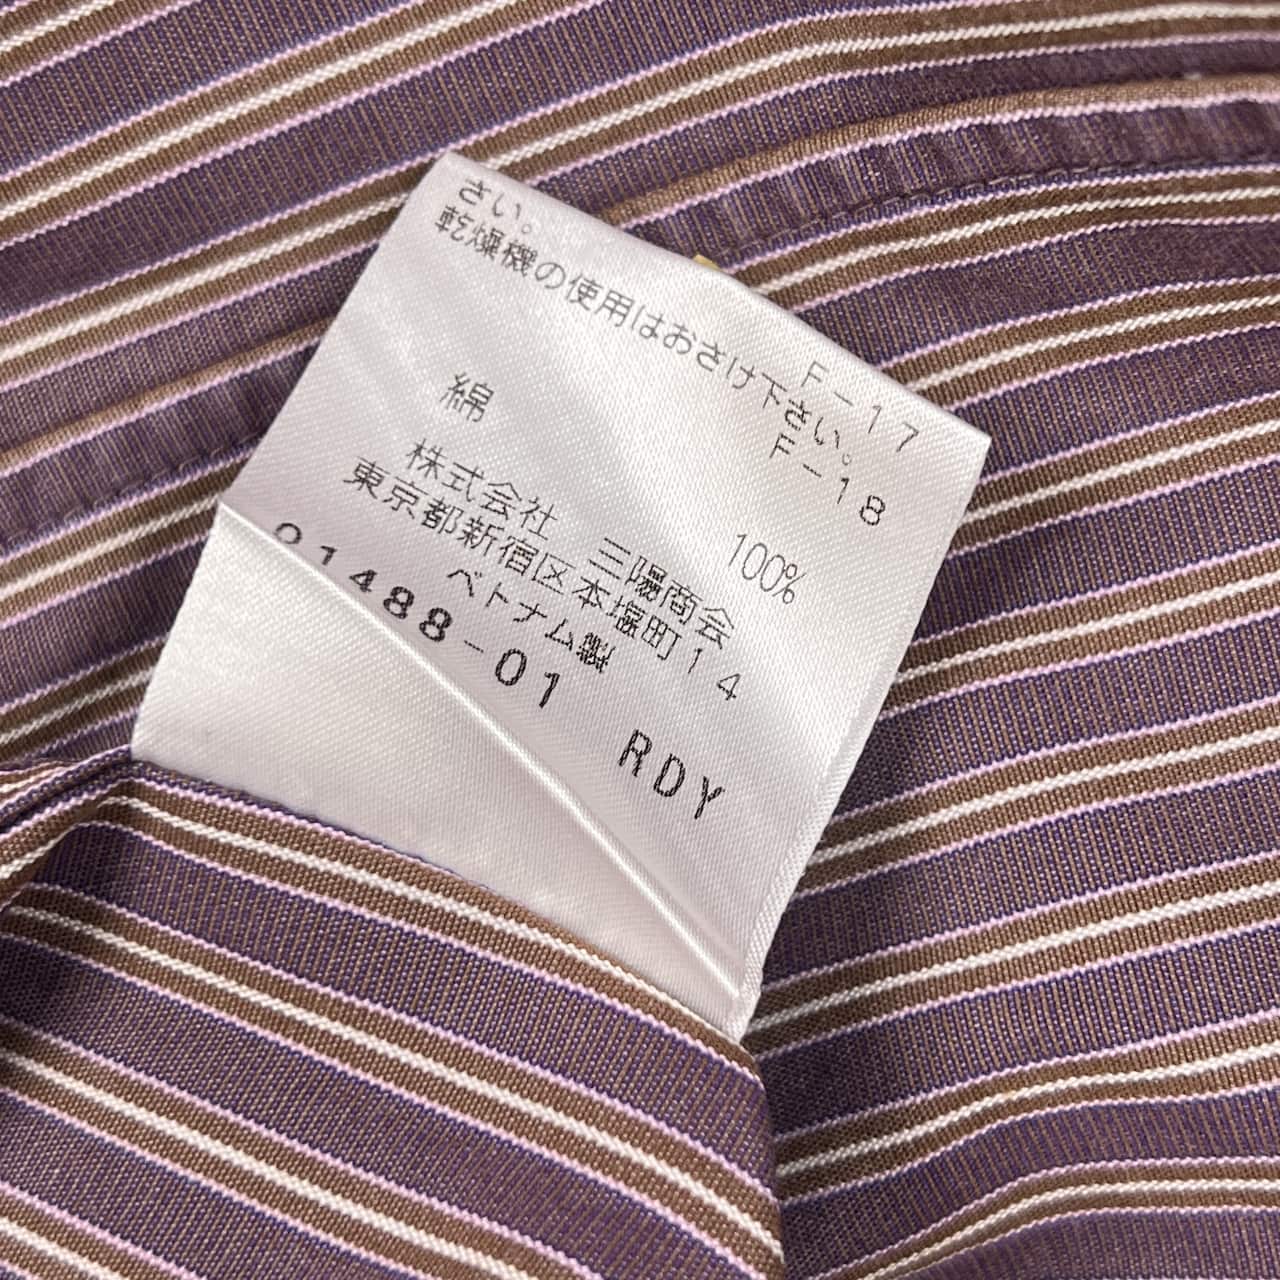 さい。
F-17
乾燥機の使用はおさけ下さい。
F-18
綿 100%
株式会社 三陽商会
東京都新宿区本塩町14
ベトナム製
01488-01 RDY